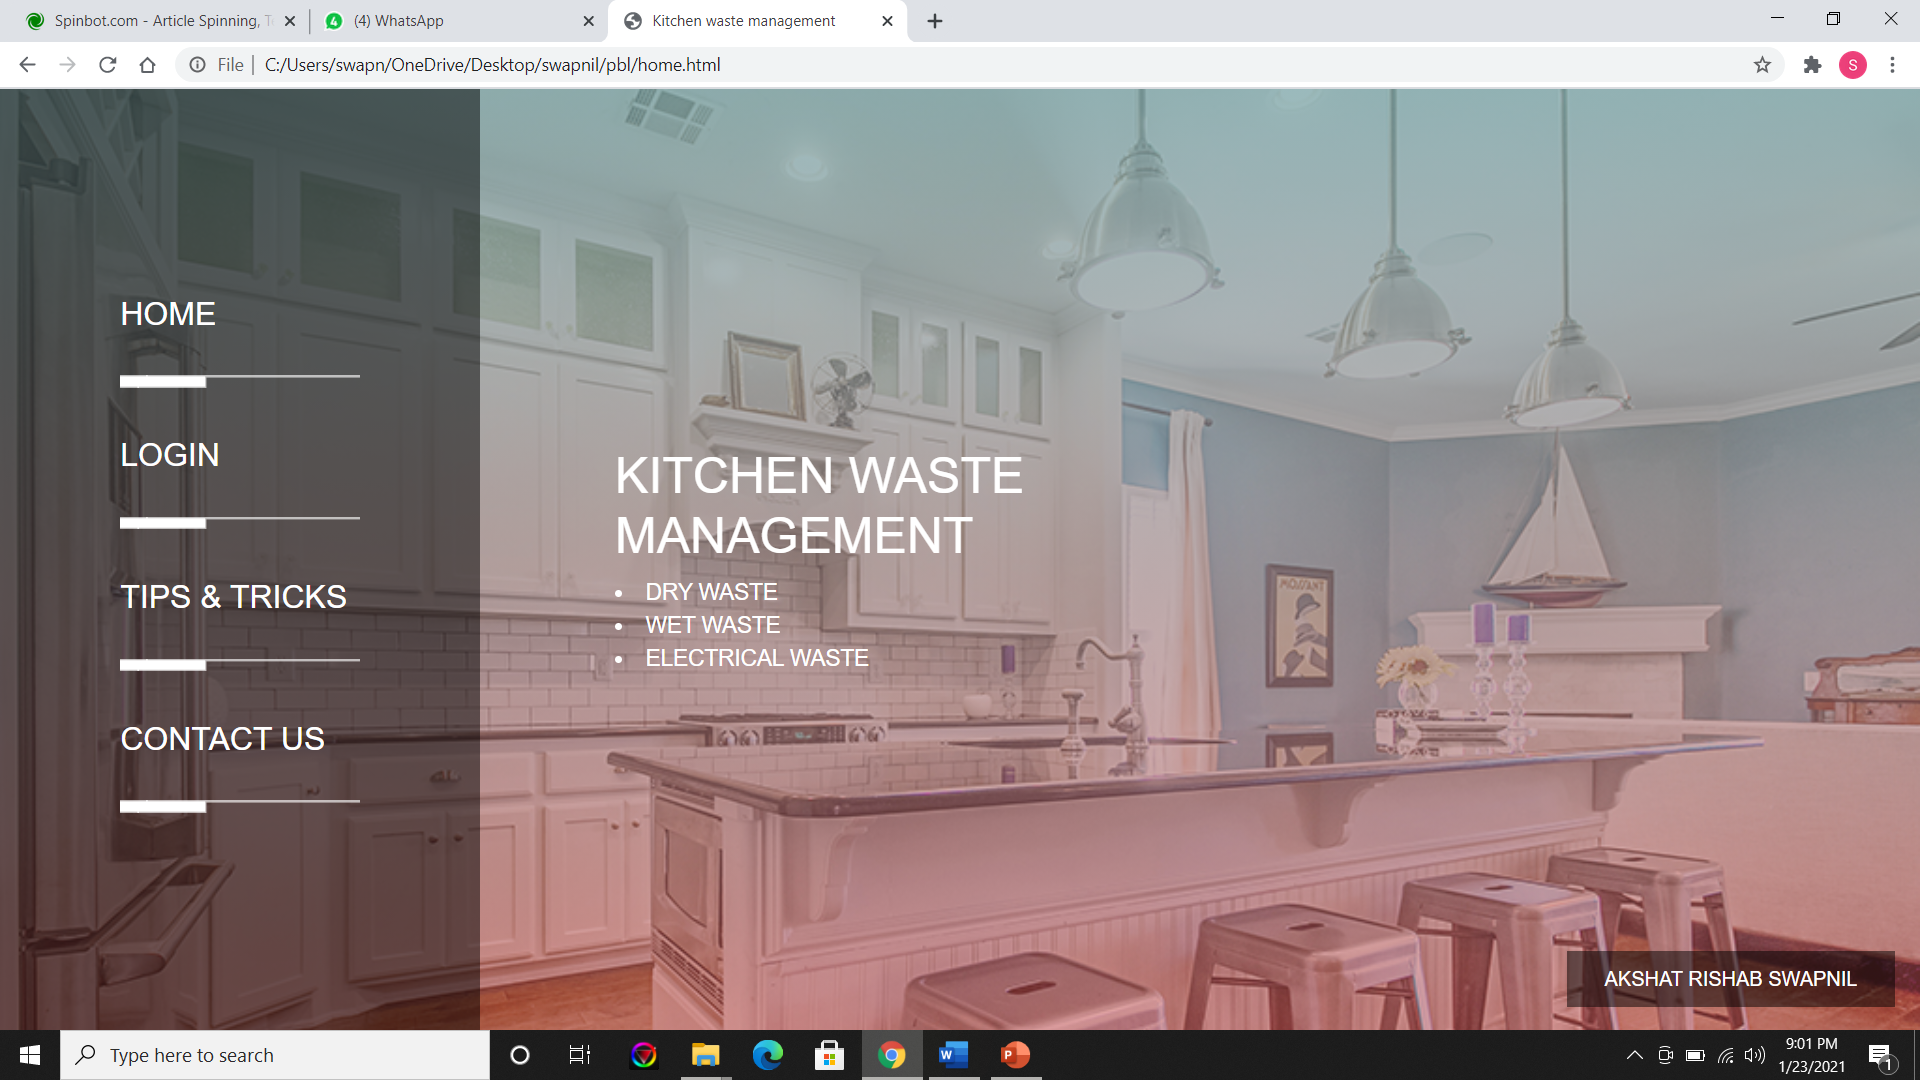 Spinbot.com - Article Spinning, T
(4) WhatsApp
Kitchen waste management
File
C:/Users/swapn/OneDrive/Desktop/swapnil/pbl/home.html
S
HOME
LOGIN
TIPS & TRICKS
CONTACT US
KITCHEN WASTE
MANAGEMENT
• DRY WASTE
• WET WASTE
• ELECTRICAL WASTE
MOSSANT
AKSHAT RISHAB SWAPNIL
Type here to search
9:01 PM
1/23/2021
1